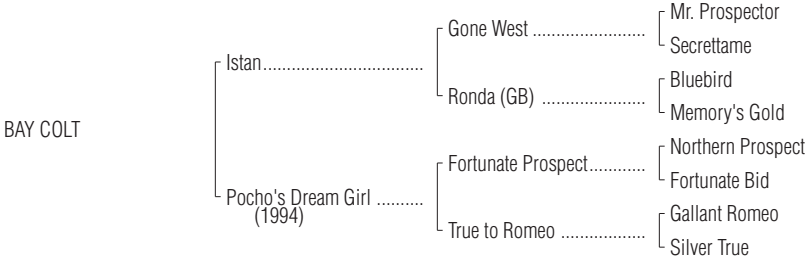 Mr. Prospector
Gone West ........................
Secrettame
Istan..................................
Bluebird
Ronda (GB) ......................
Memory's Gold
BAY COLT
Northern Prospect
Fortunate Prospect............
Fortunate Bid
Pocho's Dream Girl ..........
(1994)
Gallant Romeo
True to Romeo ..................
Silver True